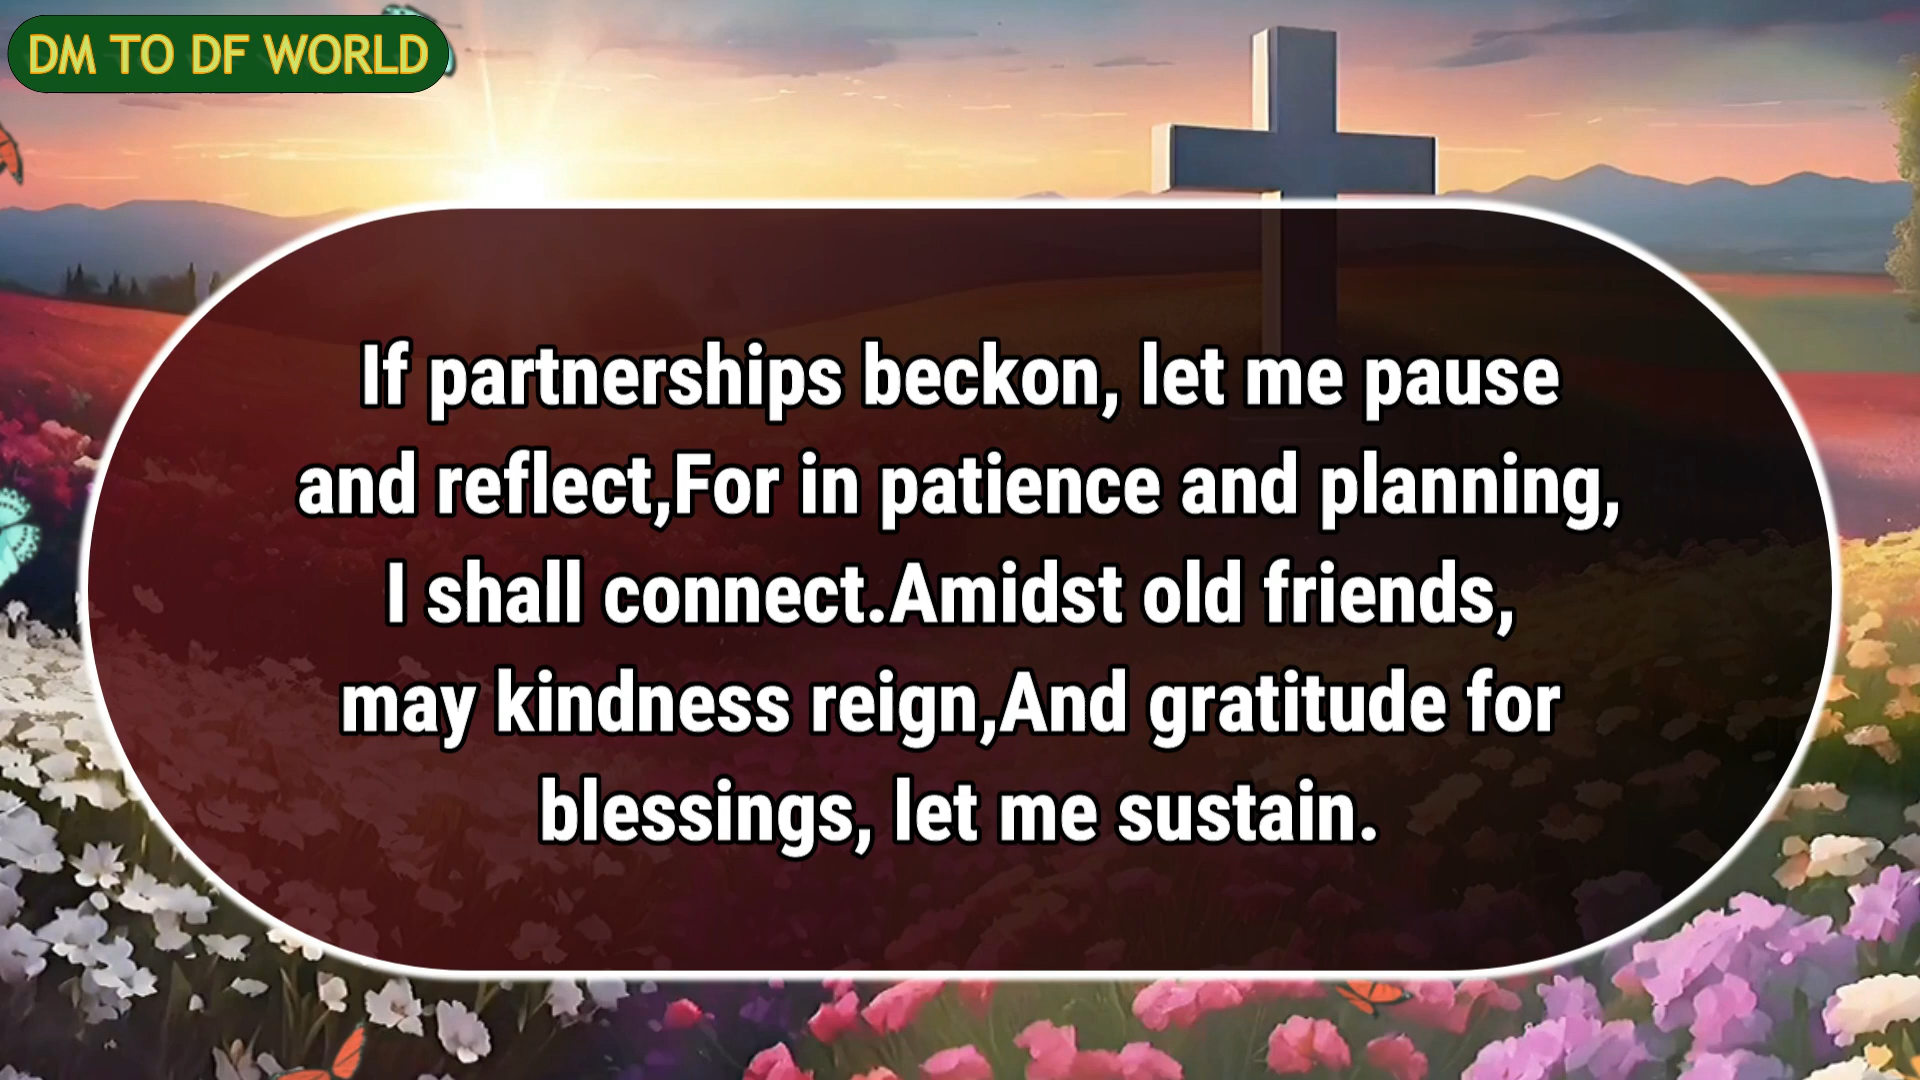 DM TO DF WORLD
If partnerships beckon, let me pause
and reflect,For in patience and planning,
I shall connect.Amidst old friends,
may kindness reign,And gratitude for
blessings, let me sustain.